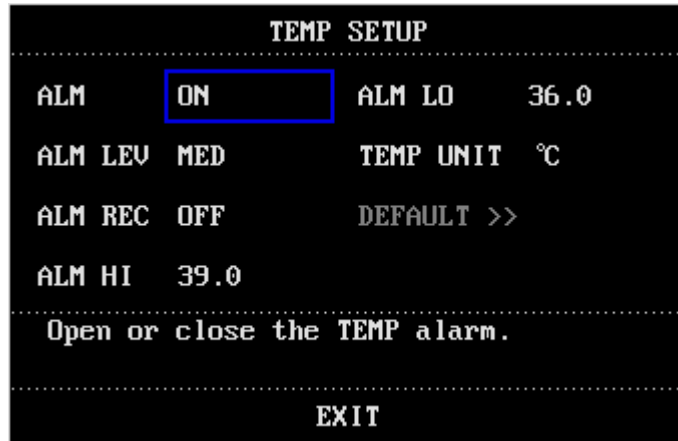 TEMP SETUP
ALM ON ALM LO 36.0
ALM LEV MED TEMP UNIT ℃
ALM REC OFF DEFAULT >>
ALM HI 39.0
Open or close the TEMP alarm.
EXIT